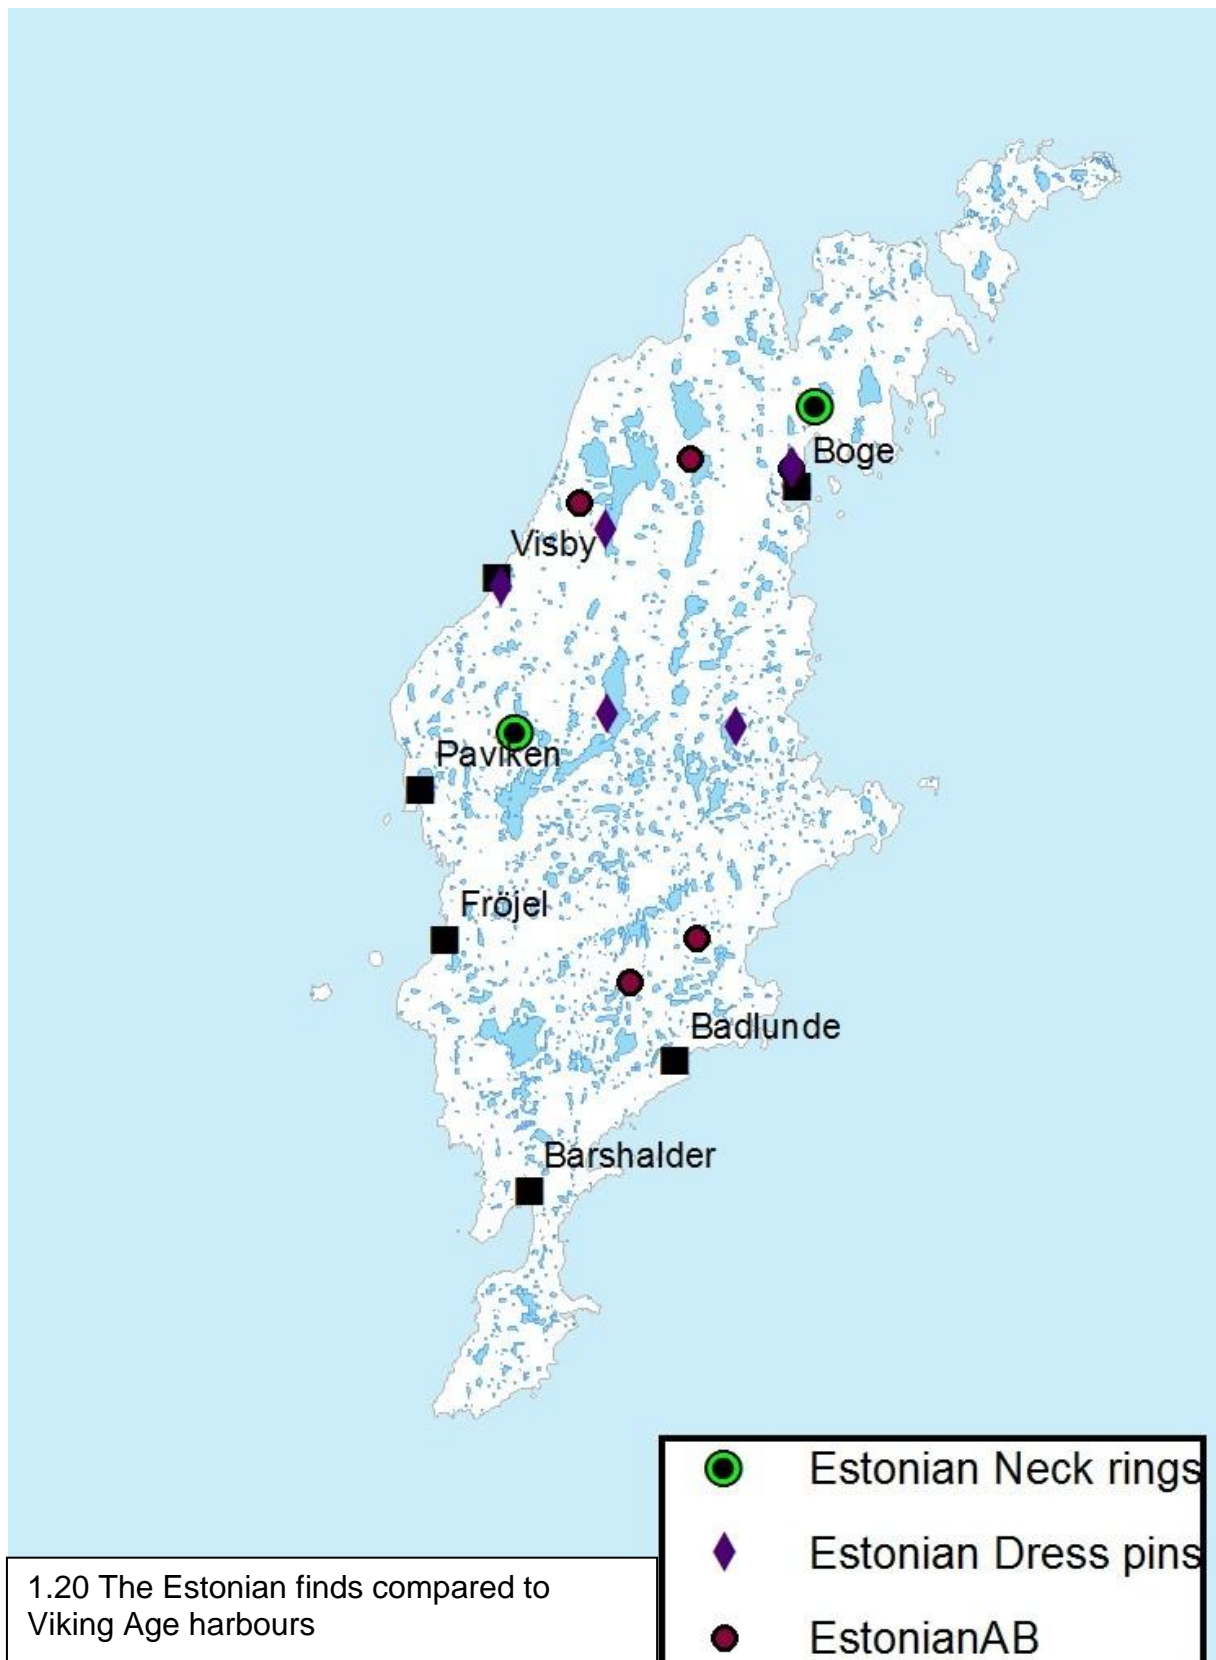 Boge
Visby
Paviken
Fröjel
Badlunde
Barshalder
Estonian Neck rings
Estonian Dress pins
EstonianAB
1.20 The Estonian finds compared to
Viking Age harbours